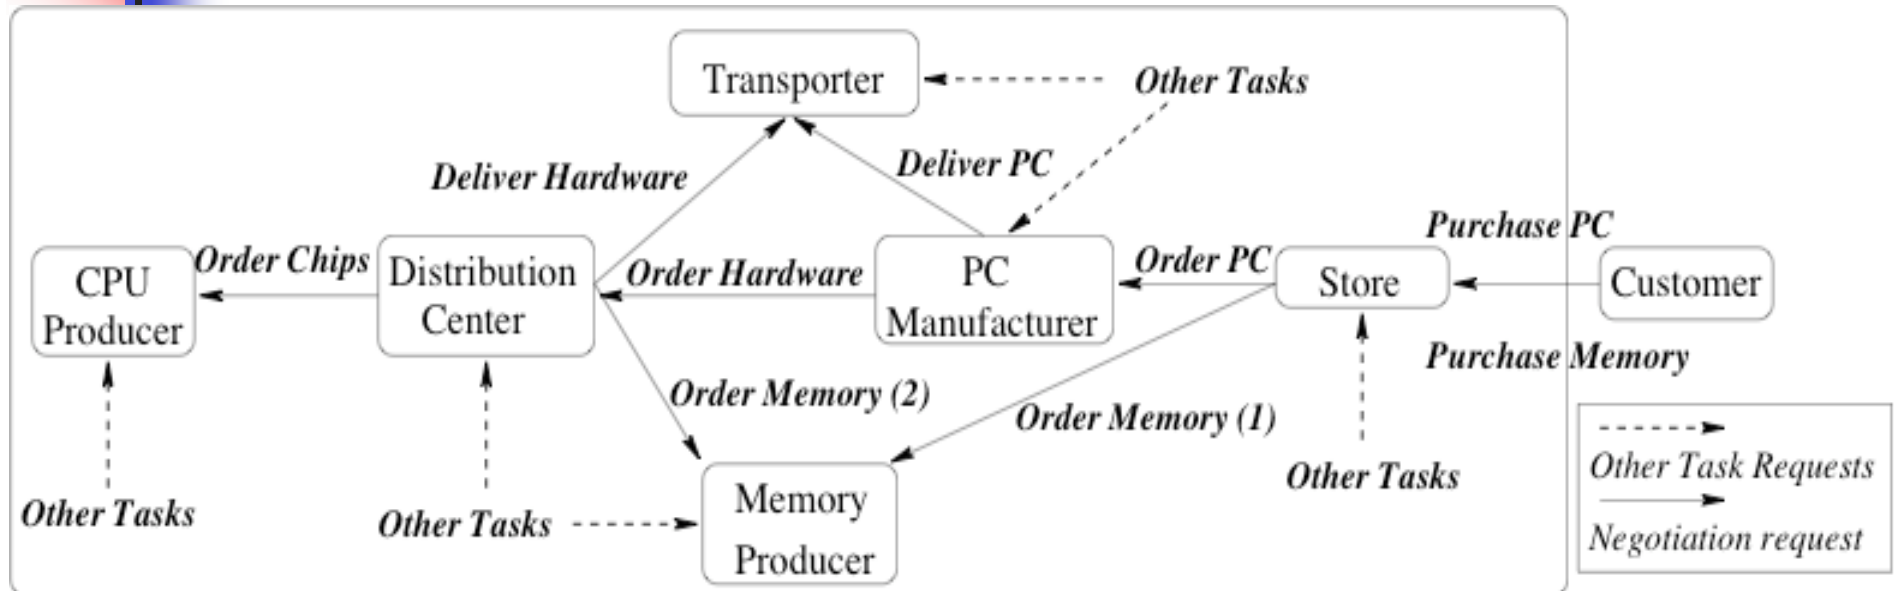 Transporter
Other Tasks
Deliver Hardware
Deliver PC
Purchase PC
CPU
Producer
Order Chips
Distribution
Center
Order Hardware
PC
Manufacturer
Order PC
Store
Customer
Purchase Memory
Order Memory (2)
Order Memory (1)
Other Tasks
Other Tasks
Other Tasks
Memory
Producer
Other Task Requests
Negotiation request